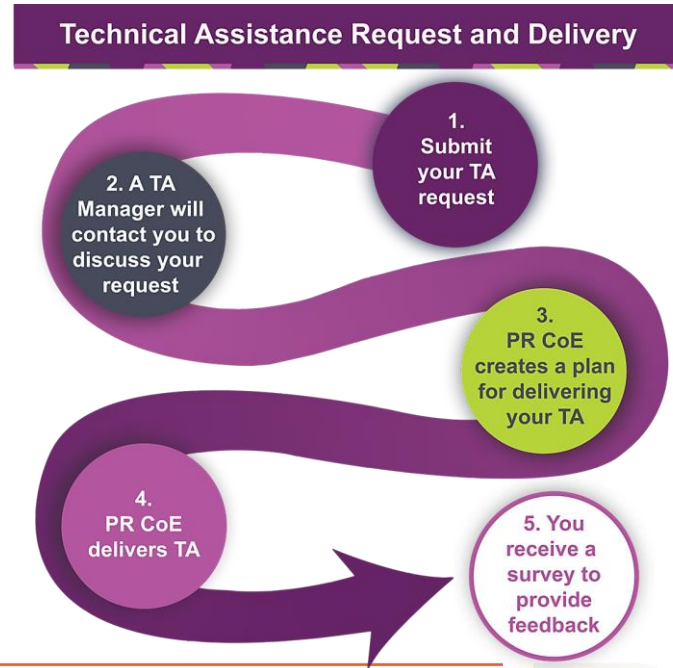 Technical Assistance Request and Delivery
1.
Submit
your TA
request
2. A TA
Manager will
contact you to
discuss your
request
3.
PR CoE
creates a plan
for delivering
your TA
4.
PR CoE
delivers TA
5. You
receive a
survey to
provide
feedback